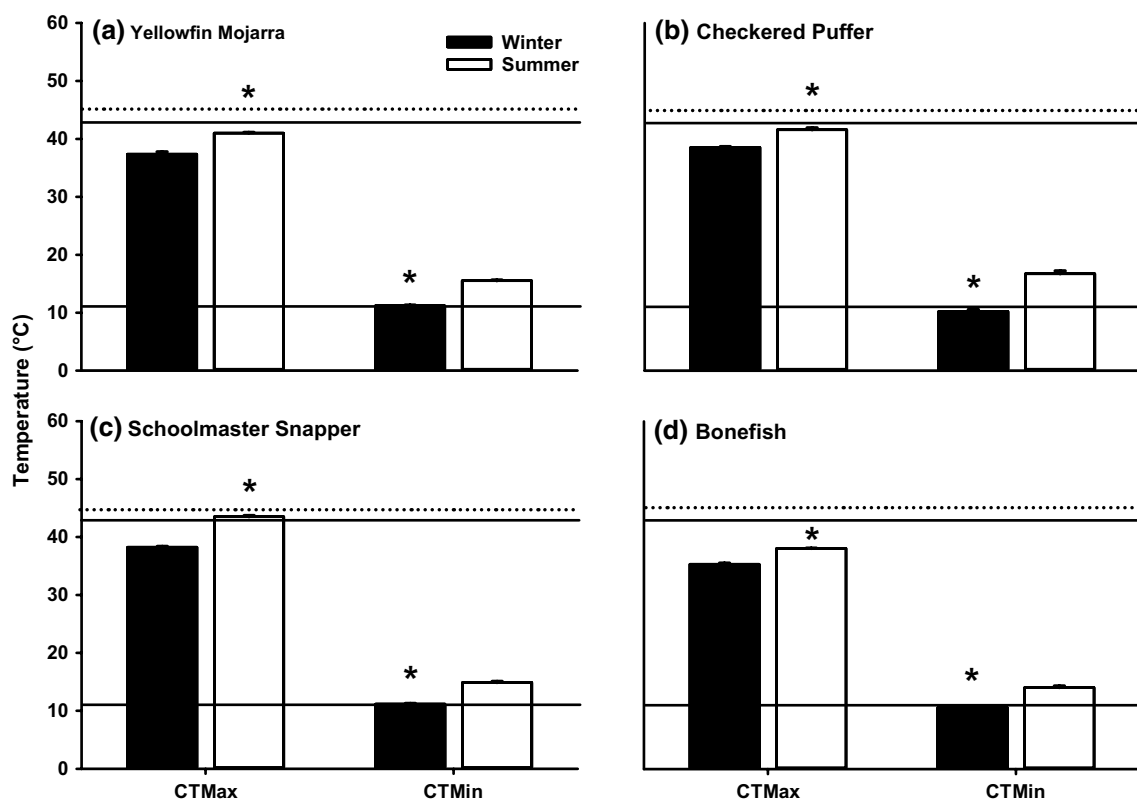 (a) Yellowfin Mojarra
Winter
Summer
*
*
60
50
40
30
20
10
0
(b) Checkered Puffer
*
*
Temperature (°C)
(c) Schoolmaster Snapper
*
*
60
50
40
30
20
10
0
CTMax
CTMin
(d) Bonefish
*
*
CTMax
CTMin